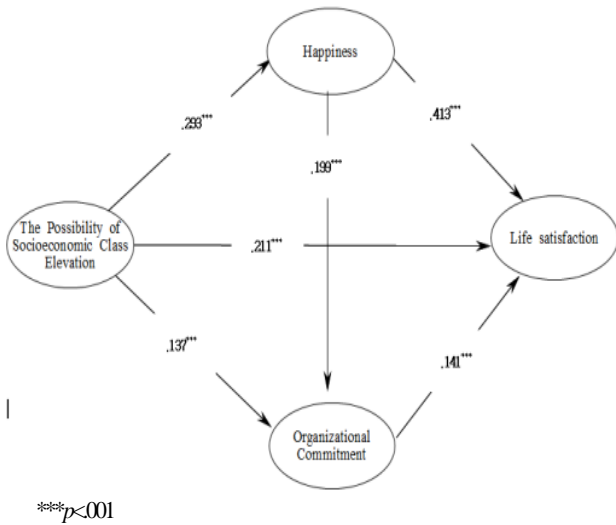 Happiness
.293***
.413***
.199***
The Possibility of
Socioeconomic Class
Elevation
.211***
Life satisfaction
.137***
.141***
Organizational
Commitment
***p<.001